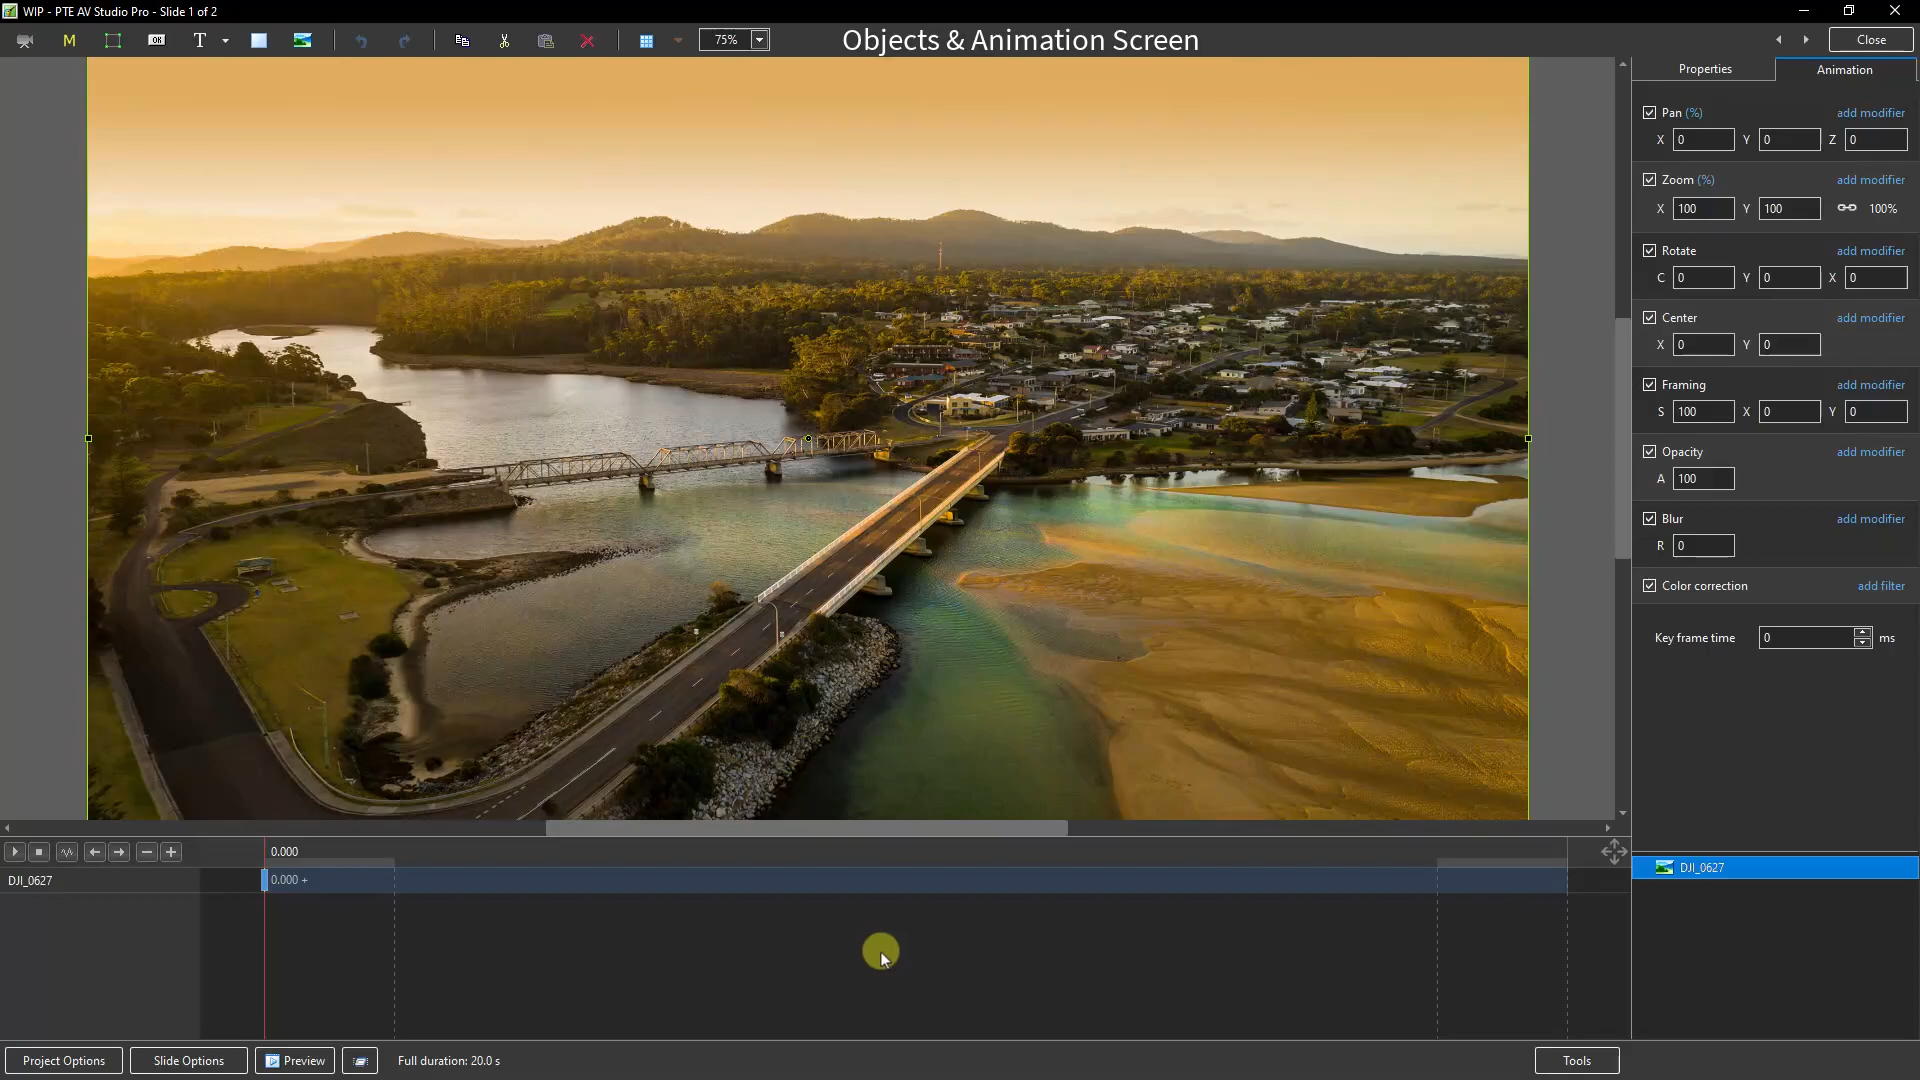 WIP - PTE AV Studio Pro - Slide 1 of 2
M
OK
T
75%
Objects & Animation Screen
Close
Properties
Animation
Pan (%)
add modifier
X 0 Y 0 Z 0
Zoom (%)
add modifier
X 100 Y 100 100%
Rotate
add modifier
C 0 Y 0 X 0
Center
add modifier
X 0 Y 0
Framing
add modifier
S 100 X 0 Y 0
Opacity
add modifier
A 100
Blur
add modifier
R 0
Color correction
add filter
Key frame time 0 ms
0.000
DJI_0627
0.000 +
DJI_0627
Project Options
Slide Options
Preview
Full duration: 20.0 s
Tools